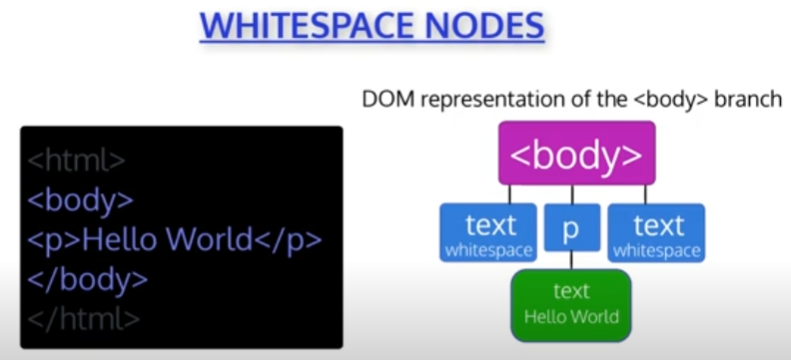 WHITESPACE NODES
DOM representation of the <body> branch
<html>
<body>
<p>Hello World</p>
</body>
</html>
<body>
text
whitespace
p
text
whitespace
text
Hello World